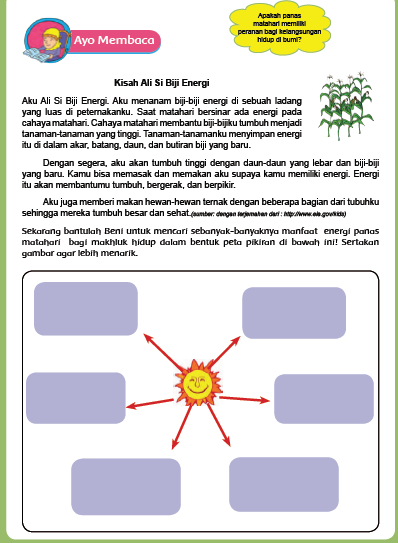 Ayo Membaca
Apakah panas
matahari memiliki
peranan bagi kelangsungan
hidup di bumi?
Kisah Ali Si Biji Energi
Aku Ali Si Biji Energi. Aku menanam biji-biji energi di sebuah ladang
yang luas di peternakanku. Saat matahari bersinar ada energi pada
cahaya matahari. Cahaya matahari membantu biji-bijiku tumbuh menjadi
tanaman-tanaman yang tinggi. Tanaman-tanamanku menyimpan energi
itu di dalam akar, batang, daun, dan butiran biji yang baru.
Dengan segera, aku akan tumbuh tinggi dengan daun-daun yang lebar dan biji-biji
yang baru. Kamu bisa memasak dan memakan aku supaya kamu memiliki energi. Energi
itu akan membantumu tumbuh, bergerak, dan berpikir.
Aku juga memberi makan hewan-hewan ternak dengan beberapa bagian dari tubuhku
sehingga mereka tumbuh besar dan sehat.(sumber: dengan terjemahan dari : http://www.eia.gov/kids)
Sekarang bantulah Beni untuk mencari sebanyak-banyaknya manfaat energi panas
matahari bagi makhluk hidup dalam bentuk peta pikiran di bawah ini! Sertakan
gambar agar lebih menarik.